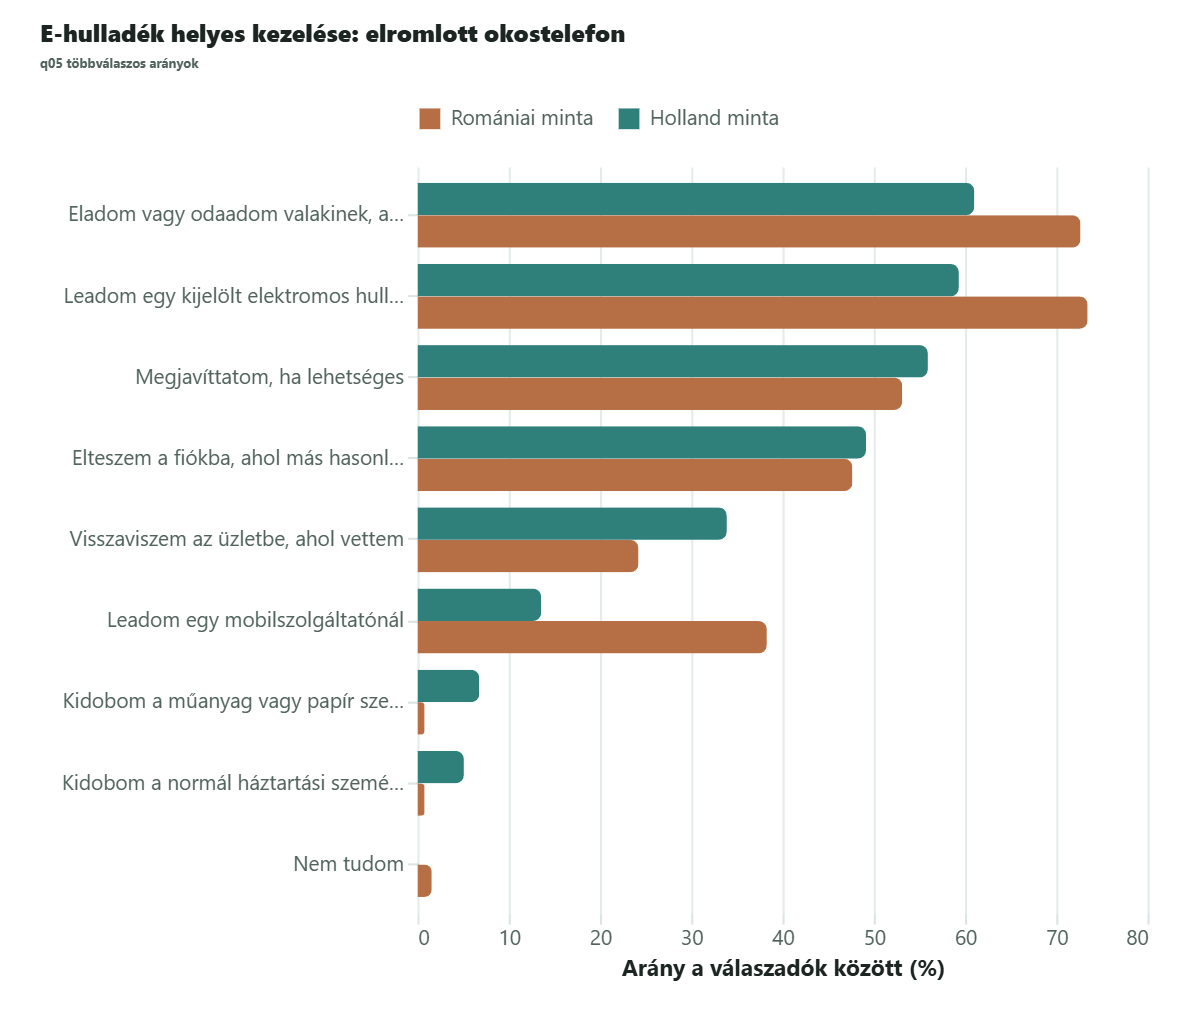 E-hulladék helyes kezelése: elromlott okostelefon
q05 többválaszos arányok
Romániai minta
Holland minta
Eladom vagy odaadom valakinek, a...
Leadom egy kijelölt elektromos hull...
Megjavíttatom, ha lehetséges
Elteszem a fiókba, ahol más hasonl...
Visszaviszem az üzletbe, ahol vettem
Leadom egy mobilszolgáltatónál
Kidobom a műanyag vagy papír sze...
Kidobom a normál háztartási szemé...
Nem tudom
0 10 20 30 40 50 60 70 80
Arány a válaszadók között (%)